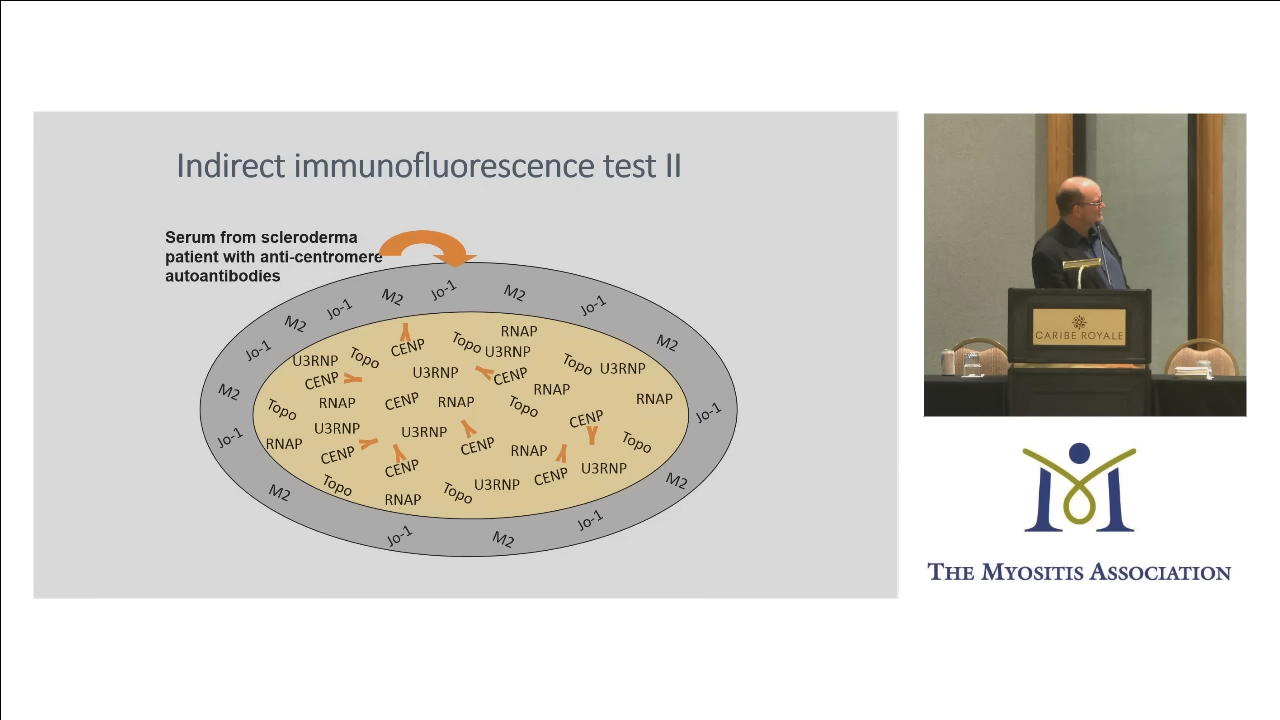 Indirect immunofluorescence test II
Serum from scleroderma
patient with anti-centromere
autoantibodies
M2
Jo-1
M2
Jo-1
M2
Jo-1
Jo-1
M2
M2
Jo-1
M2
Jo-1
M2
Jo-1
M2
Jo-1
RNAP
Topo
U3RNP
CENP
U3RNP
Topo
Topo
U3RNP
CENP
U3RNP
CENP
RNAP
RNAP
CENP
RNAP
RNAP
Topo
Topo
CENP
U3RNP
U3RNP
Topo
RNAP
CENP
CENP
RNAP
CENP
CENP
U3RNP
Topo
U3RNP
Topo
RNAP
CARIBE ROYALE
THE MYOSITIS ASSOCIATION